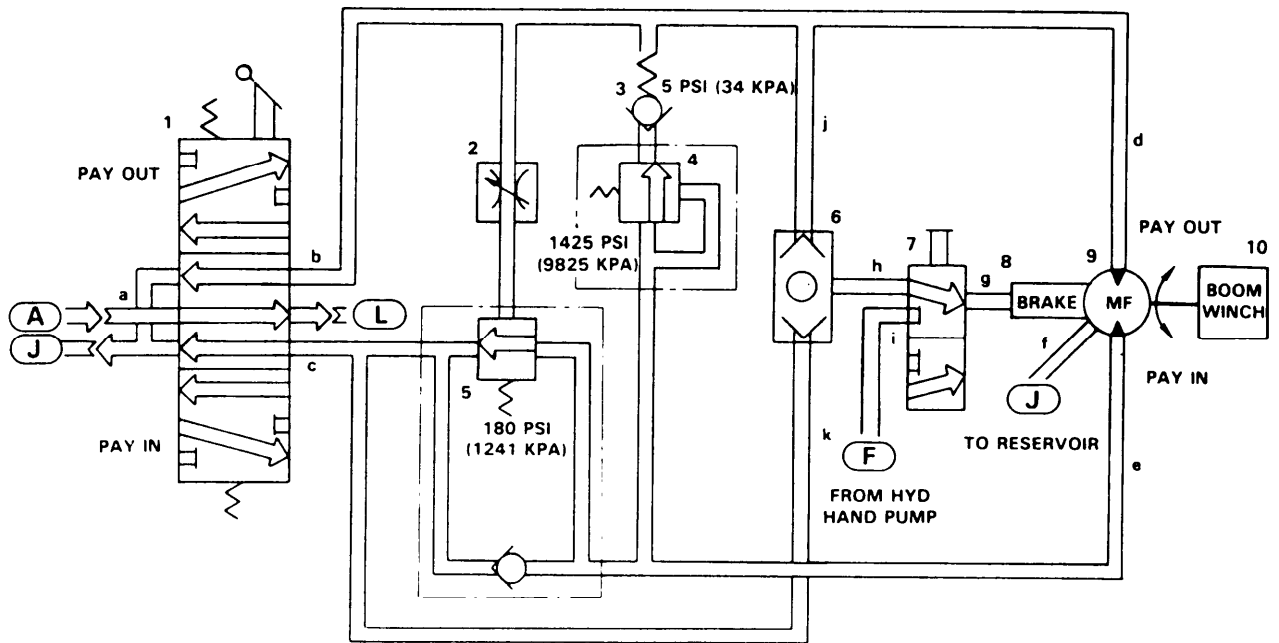 1
PAY OUT
PAY IN
A
J
a
b
L
c
2
3
5 PSI (34 KPA)
4
1425 PSI
(9825 KPA)
5
180 PSI
(1241 KPA)
j
d
6
h
7
g
8
BRAKE
9
MF
PAY OUT
10
BOOM
WINCH
PAY IN
i
f
J
TO RESERVOIR
k
F
FROM HYD
HAND PUMP
e